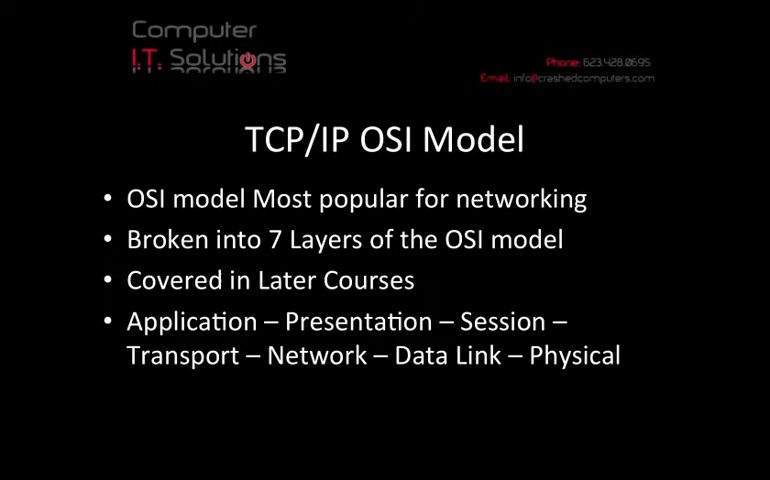 Computer
I.T. Solutions
Phone: 623.428.0695
Email: info@crashedcomputers.com
TCP/IP OSI Model
• OSI model Most popular for networking
• Broken into 7 Layers of the OSI model
• Covered in Later Courses
• Application – Presentation – Session –
Transport – Network – Data Link – Physical